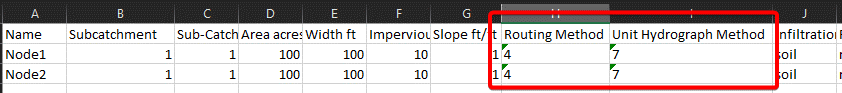 A B C D E F G H I J
Name Subcatchment Sub-Catch Area acres Width ft Impervious Slope ft/ft Routing Method Unit Hydrograph Method Infiltration
Node1 1 1 100 100 10 1 4 7 soil
Node2 1 1 100 100 10 1 4 7 soil